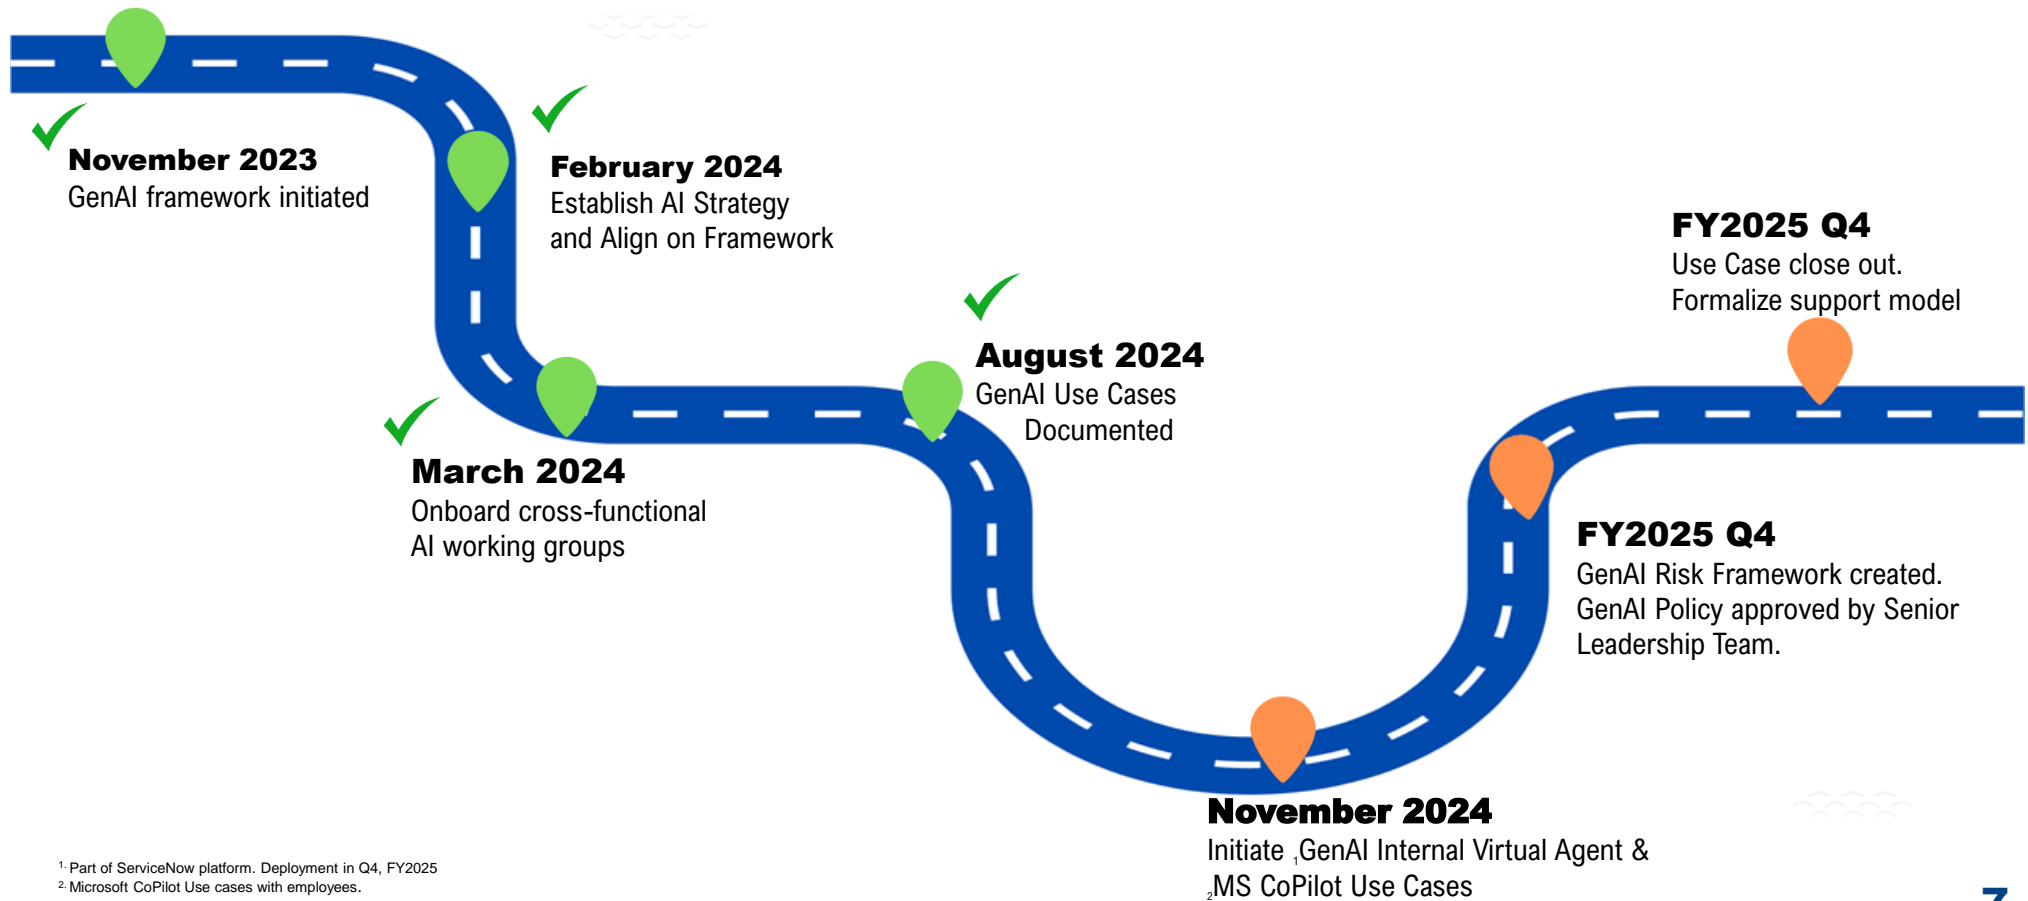 November 2023
GenAI framework initiated
February 2024
Establish AI Strategy
and Align on Framework
March 2024
Onboard cross-functional
AI working groups
August 2024
GenAI Use Cases
Documented
November 2024
Initiate 1GenAI Internal Virtual Agent &
2MS CoPilot Use Cases
FY2025 Q4
GenAI Risk Framework created.
GenAI Policy approved by Senior
Leadership Team.
FY2025 Q4
Use Case close out.
Formalize support model
1. Part of ServiceNow platform. Deployment in Q4, FY2025
2. Microsoft CoPilot Use cases with employees.
7